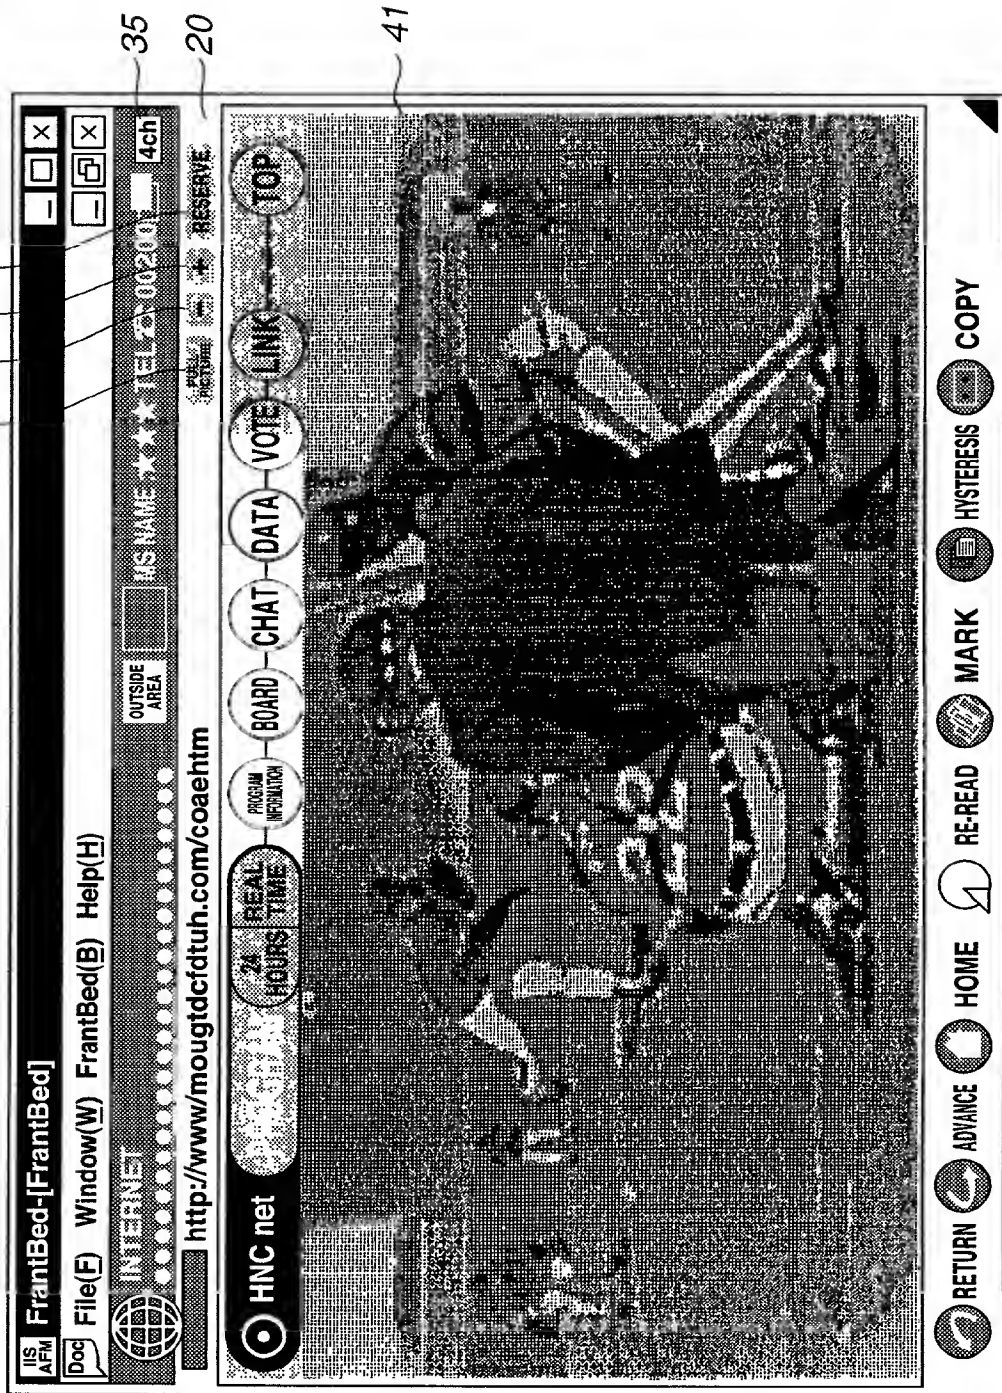 IIS AFM FrantBed-[FrantBed]
Doc File(F) Window(W) FrantBed(B) Help(H)
INTERNET OUTSIDE AREA MS NAME:★★★ TEL 4ch 35
http://www/mougtdcfdtuh.com/coaehtm FULL PICTURE - + RESERVE 20
HNC net 24 HOURS REAL TIME PROGRAM INFORMATION BOARD CHAT DATA VOTE LINK TOP
41
RETURN ADVANCE HOME RE-READ MARK HYSTERESIS COPY